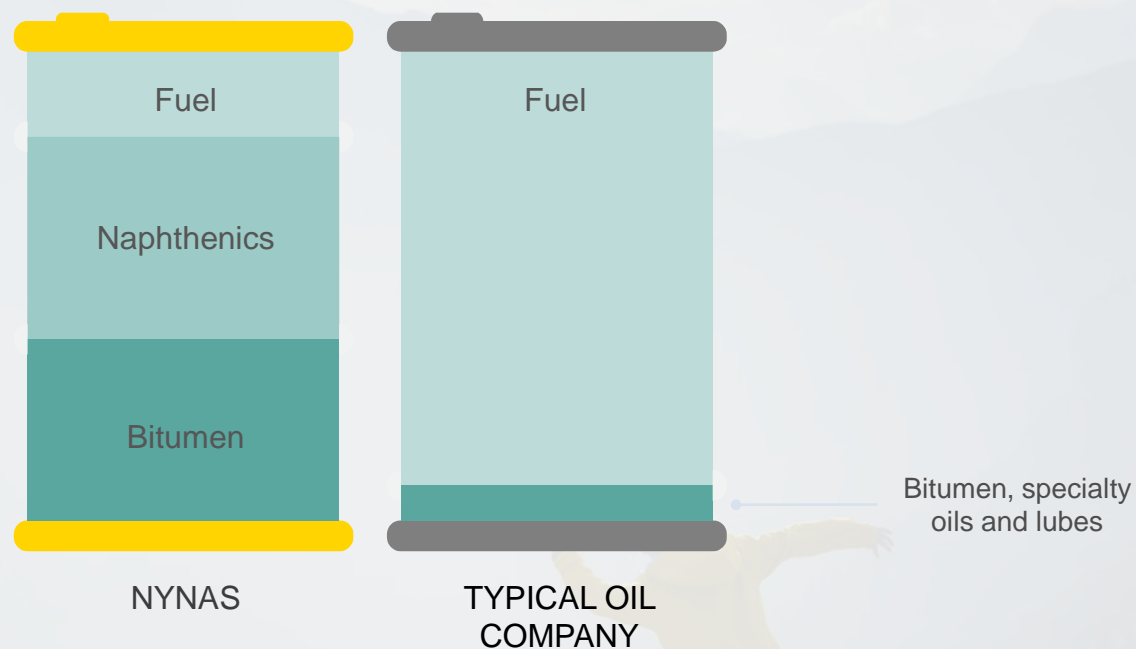 Fuel
Naphthenics
Bitumen
NYNAS
Fuel
Bitumen, specialty
oils and lubes
TYPICAL OIL
COMPANY